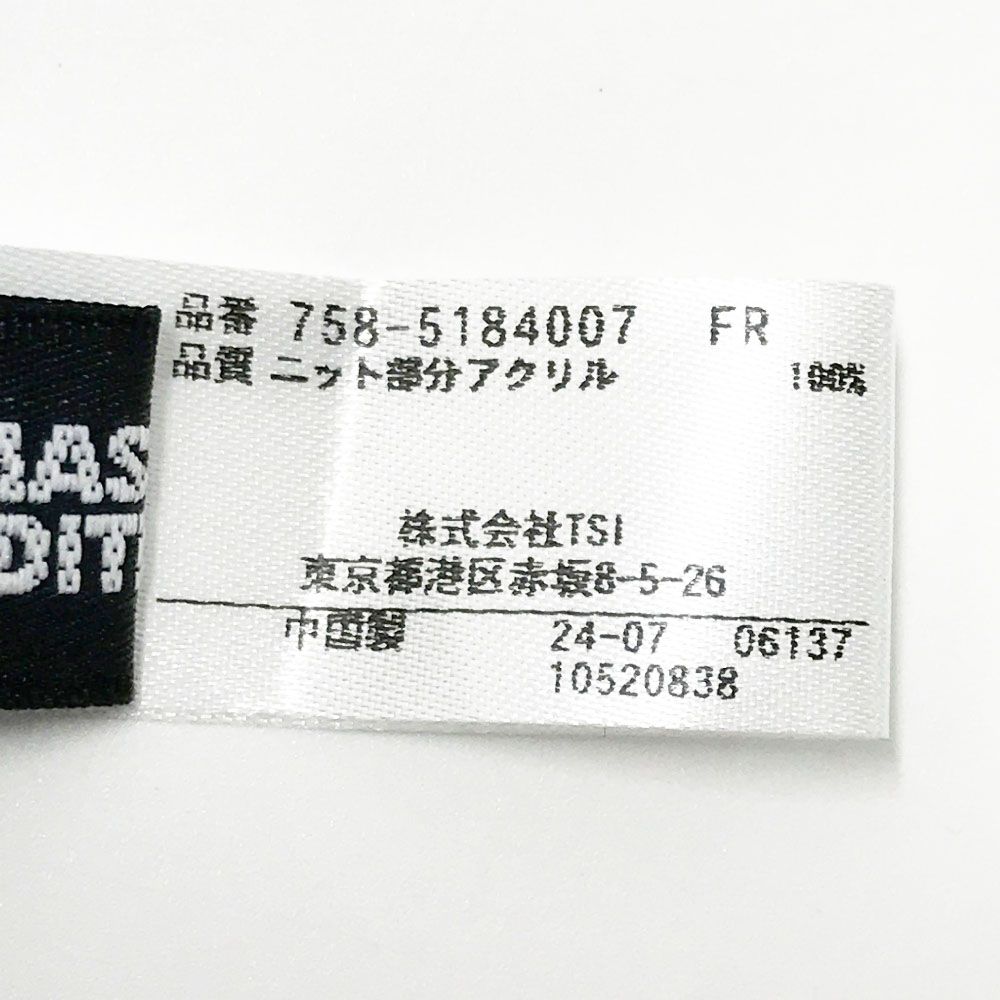 品番 758-5184007 FR
品質 ニット部分アクリル 100%
株式会社TSI
東京都港区赤坂8-5-26
中国製 24-07 06137
10520838